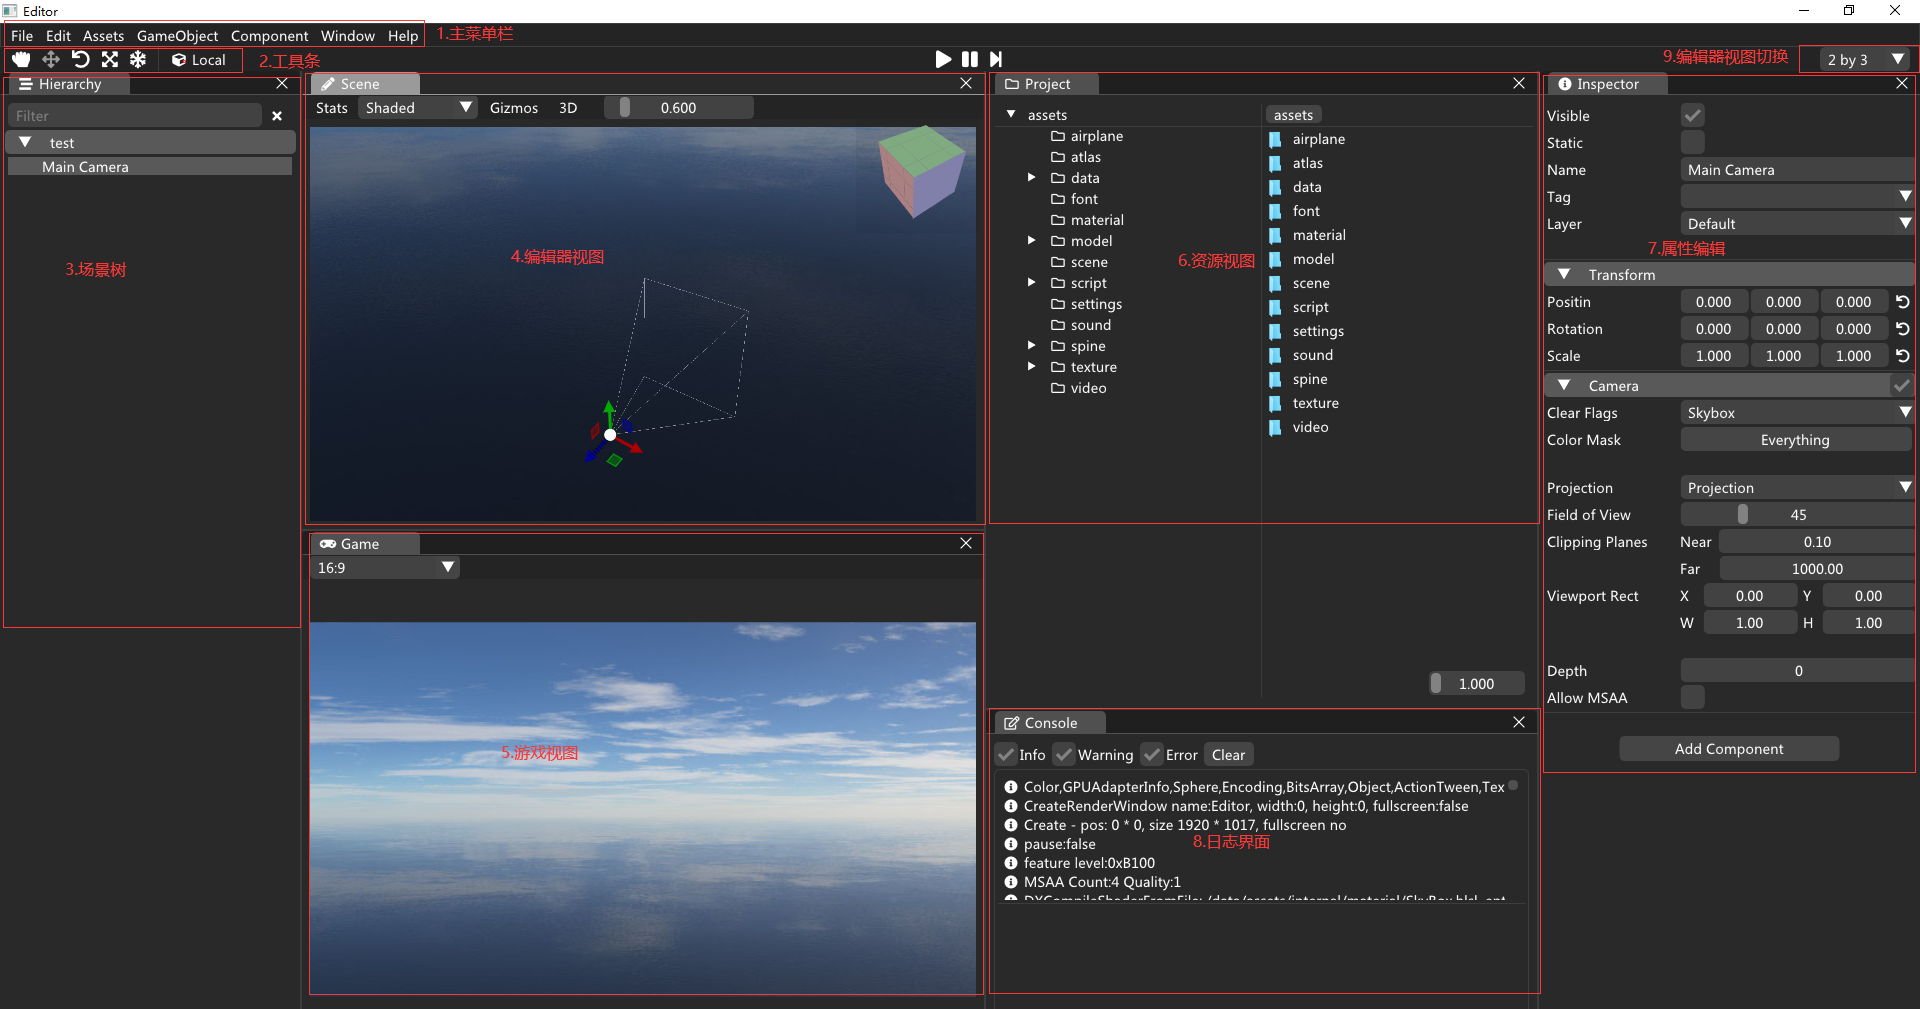 Editor
File Edit Assets GameObject Component Window Help
1.主菜单栏
Local
2.工具条
9.编辑器视图切换
2 by 3
Hierarchy
Filter
test
Main Camera
3.场景树
Scene
Stats Shaded Gizmos 3D 0.600
4.编辑器视图
Game
16:9
5.游戏视图
Project
assets
airplane
atlas
data
font
material
model
scene
script
settings
sound
spine
texture
video
assets
airplane
atlas
data
font
material
model
scene
script
settings
sound
spine
texture
video
6.资源视图
1.000
Console
Info Warning Error Clear
Color,GPUAdapterInfo,Sphere,Encoding,BitsArray,Object,ActionTween,Tex
CreateRenderWindow name:Editor, width:0, height:0, fullscreen:false
Create - pos: 0 * 0, size 1920 * 1017, fullscreen no
pause:false
feature level:0xB100
MSAA Count:4 Quality:1
8.日志界面
Inspector
Visible
Static
Name Main Camera
Tag
Layer Default
7.属性编辑
Transform
Positin 0.000 0.000 0.000
Rotation 0.000 0.000 0.000
Scale 1.000 1.000 1.000
Camera
Clear Flags Skybox
Color Mask Everything
Projection Projection
Field of View 45
Clipping Planes Near 0.10
Far 1000.00
Viewport Rect X 0.00 Y 0.00
W 1.00 H 1.00
Depth 0
Allow MSAA
Add Component